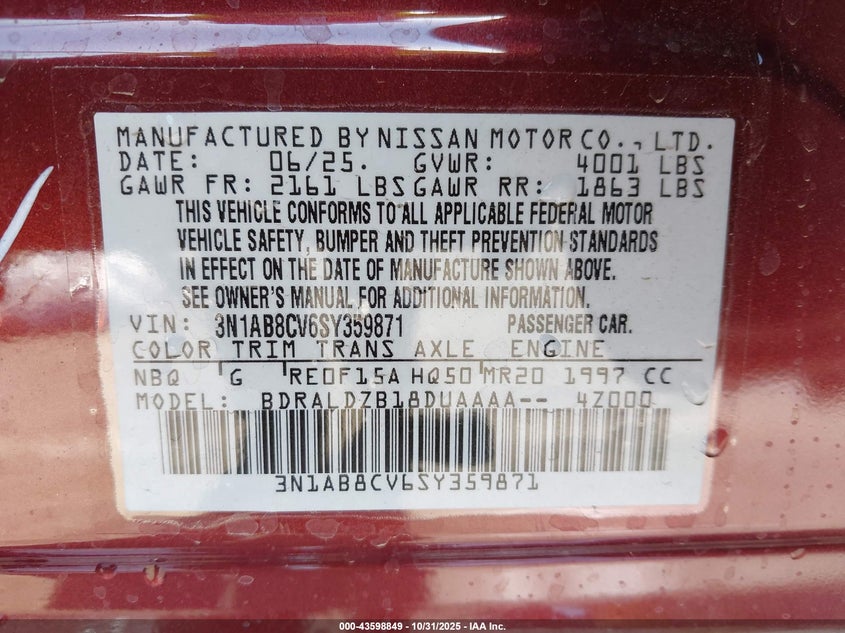 MANUFACTURED BY NISSAN MOTOR CO., LTD.
DATE: 06/25. GVWR: 4001 LBS
GAWR FR: 2161 LBS GAWR RR: 1863 LBS
THIS VEHICLE CONFORMS TO ALL APPLICABLE FEDERAL MOTOR
VEHICLE SAFETY, BUMPER AND THEFT PREVENTION STANDARDS
IN EFFECT ON THE DATE OF MANUFACTURE SHOWN ABOVE.
SEE OWNER'S MANUAL FOR ADDITIONAL INFORMATION.
VIN: 3N1AB8CV6SY359871 PASSENGER CAR.
COLOR TRIM TRANS AXLE ENGINE
NBQ G RE0F15A HQ50 MR20 1997 CC
MODEL: BDRALDZB18DUAAAA-- 4Z000
3N1AB8CV6SY359871
000-43598849 - 10/31/2025 - IAA Inc.